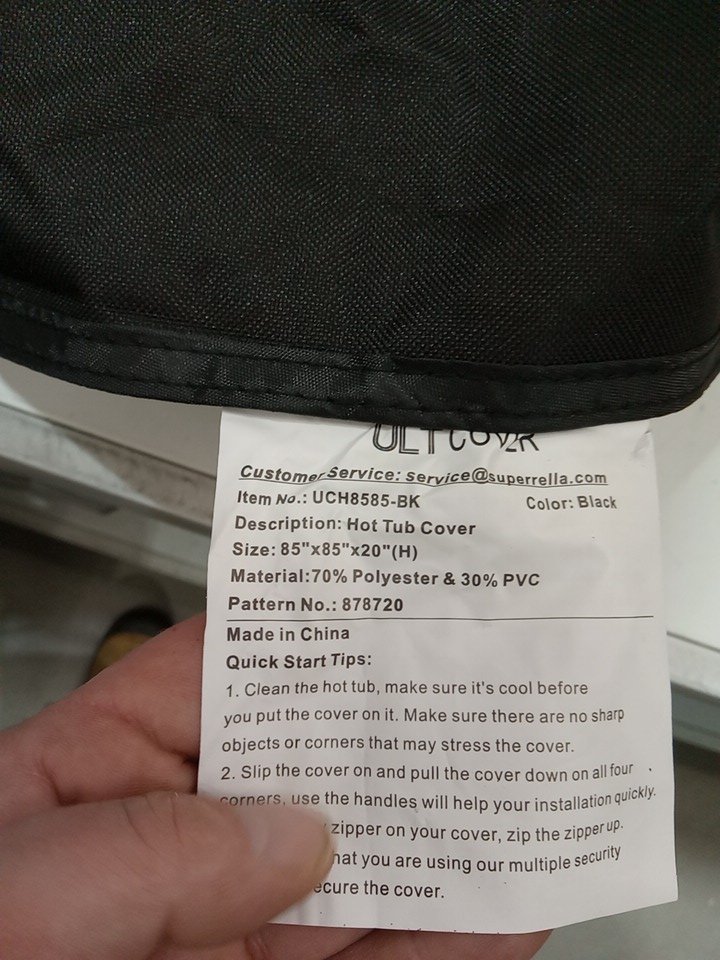 ULTCOVER
Customer Service: service@superrella.com
Item No.: UCH8585-BK Color: Black
Description: Hot Tub Cover
Size: 85"x85"x20"(H)
Material:70% Polyester & 30% PVC
Pattern No.: 878720
Made in China
Quick Start Tips:
1. Clean the hot tub, make sure it's cool before
you put the cover on it. Make sure there are no sharp
objects or corners that may stress the cover.
2. Slip the cover on and pull the cover down on all four
corners, use the handles will help your installation quickly.
zipper on your cover, zip the zipper up.
you are using our multiple security
the cover.